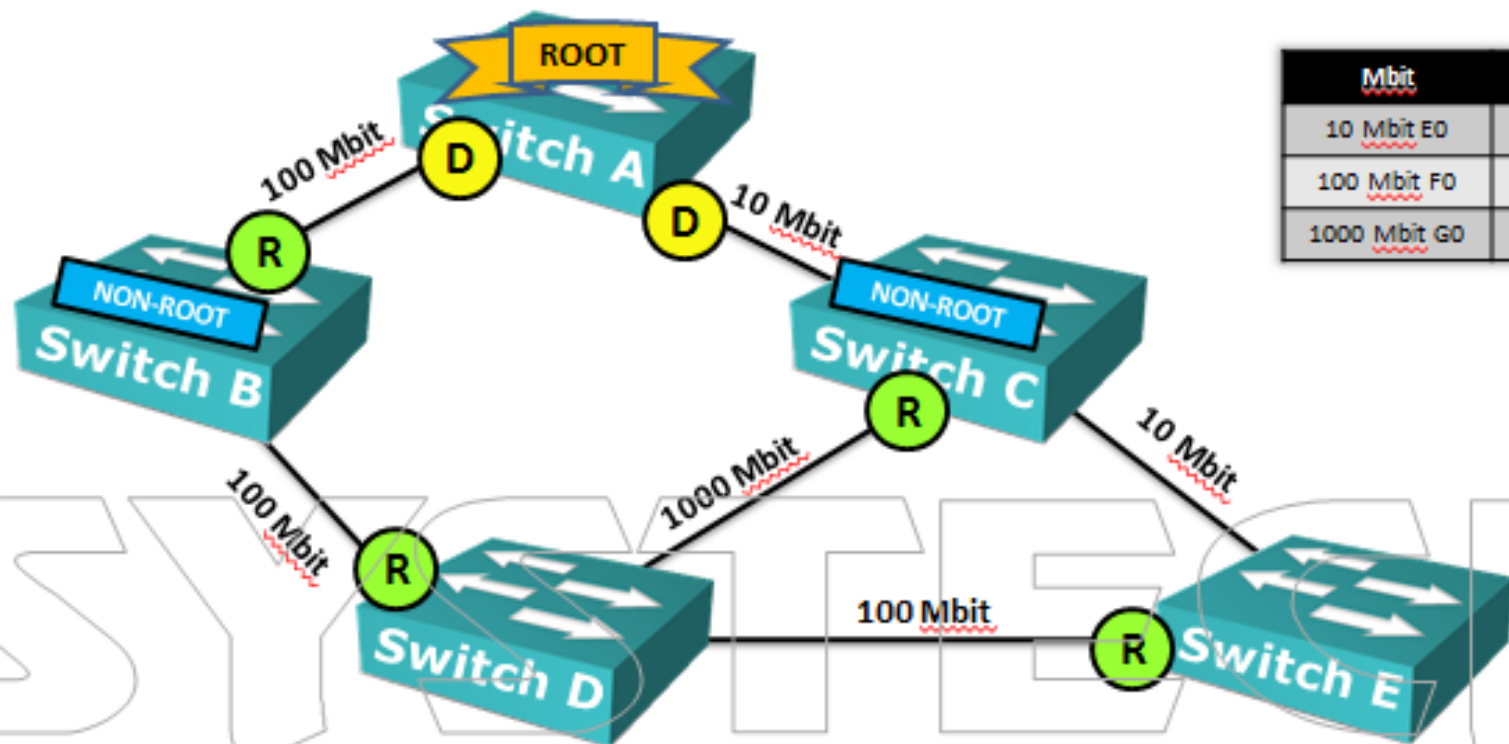 ROOT
Switch A
D
D
100 Mbit
10 Mbit
R
NON-ROOT
Switch B
NON-ROOT
Switch C
R
Mbit
10 Mbit E0
100 Mbit F0
1000 Mbit G0
100 Mbit
1000 Mbit
10 Mbit
R
Switch D
100 Mbit
R
Switch E